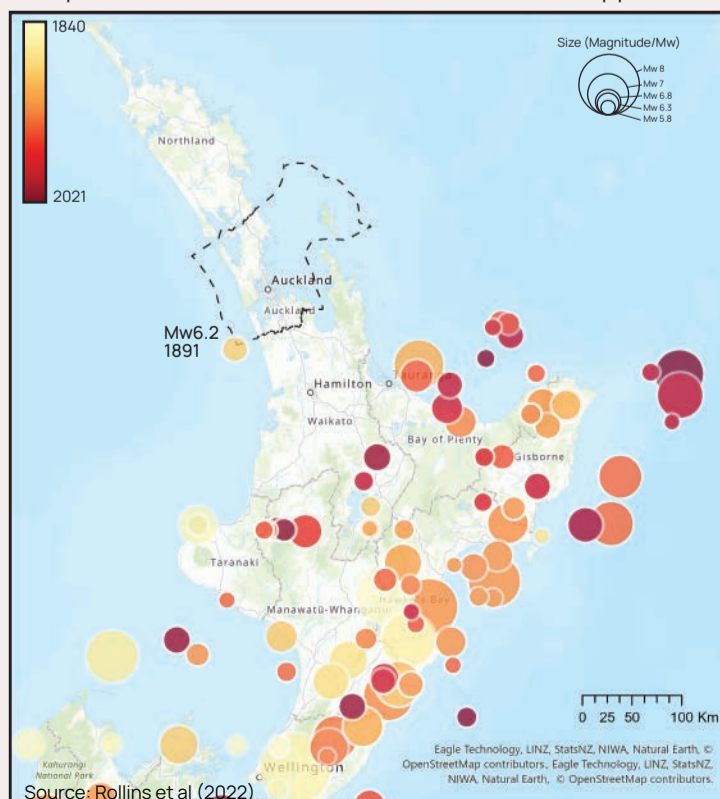 1840
2021
Size (Magnitude/Mw)
Mw 8
Mw 7
Mw 6.8
Mw 6.3
Mw 5.8
Northland
Auckland
Auckland
Mw6.2
1891
Hamilton
Tauranga
Waikato
Bay of Plenty
Gisborne
Taranaki
Hawke's Bay
Manawatū-Whanganui
Kahurangi
National Park
Wellington
0 25 50 100 Km
Eagle Technology, LINZ, StatsNZ, NIWA, Natural Earth, ©
OpenStreetMap contributors., Eagle Technology, LINZ, StatsNZ,
NIWA, Natural Earth, © OpenStreetMap contributors.
Source: Rollins et al (2022)